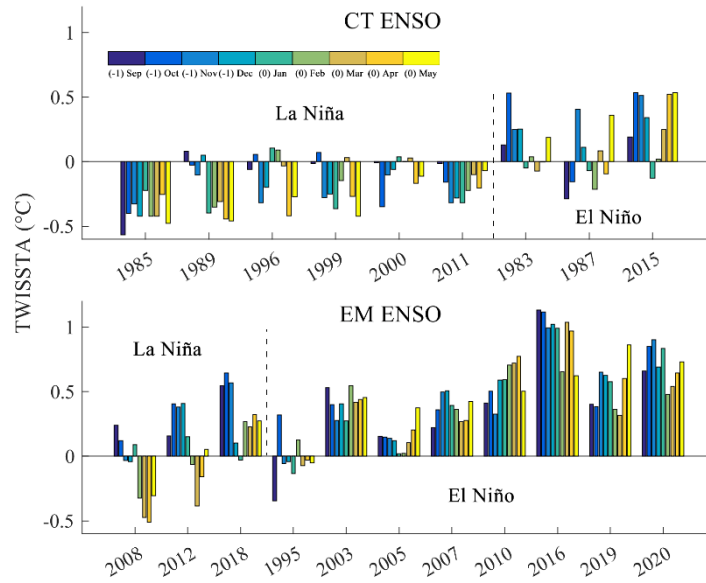 CT ENSO
1
(-1) Sep (-1) Oct (-1) Nov (-1) Dec (0) Jan (0) Feb (0) Mar (0) Apr (0) May
0.5
La Niña
0
-0.5
El Niño
1985 1989 1996 1999 2000 2011 1983 1987 2015
TWISSTA (°C)
EM ENSO
1
La Niña
0.5
0
El Niño
-0.5
2008 2012 2018 1995 2003 2005 2007 2010 2016 2019 2020